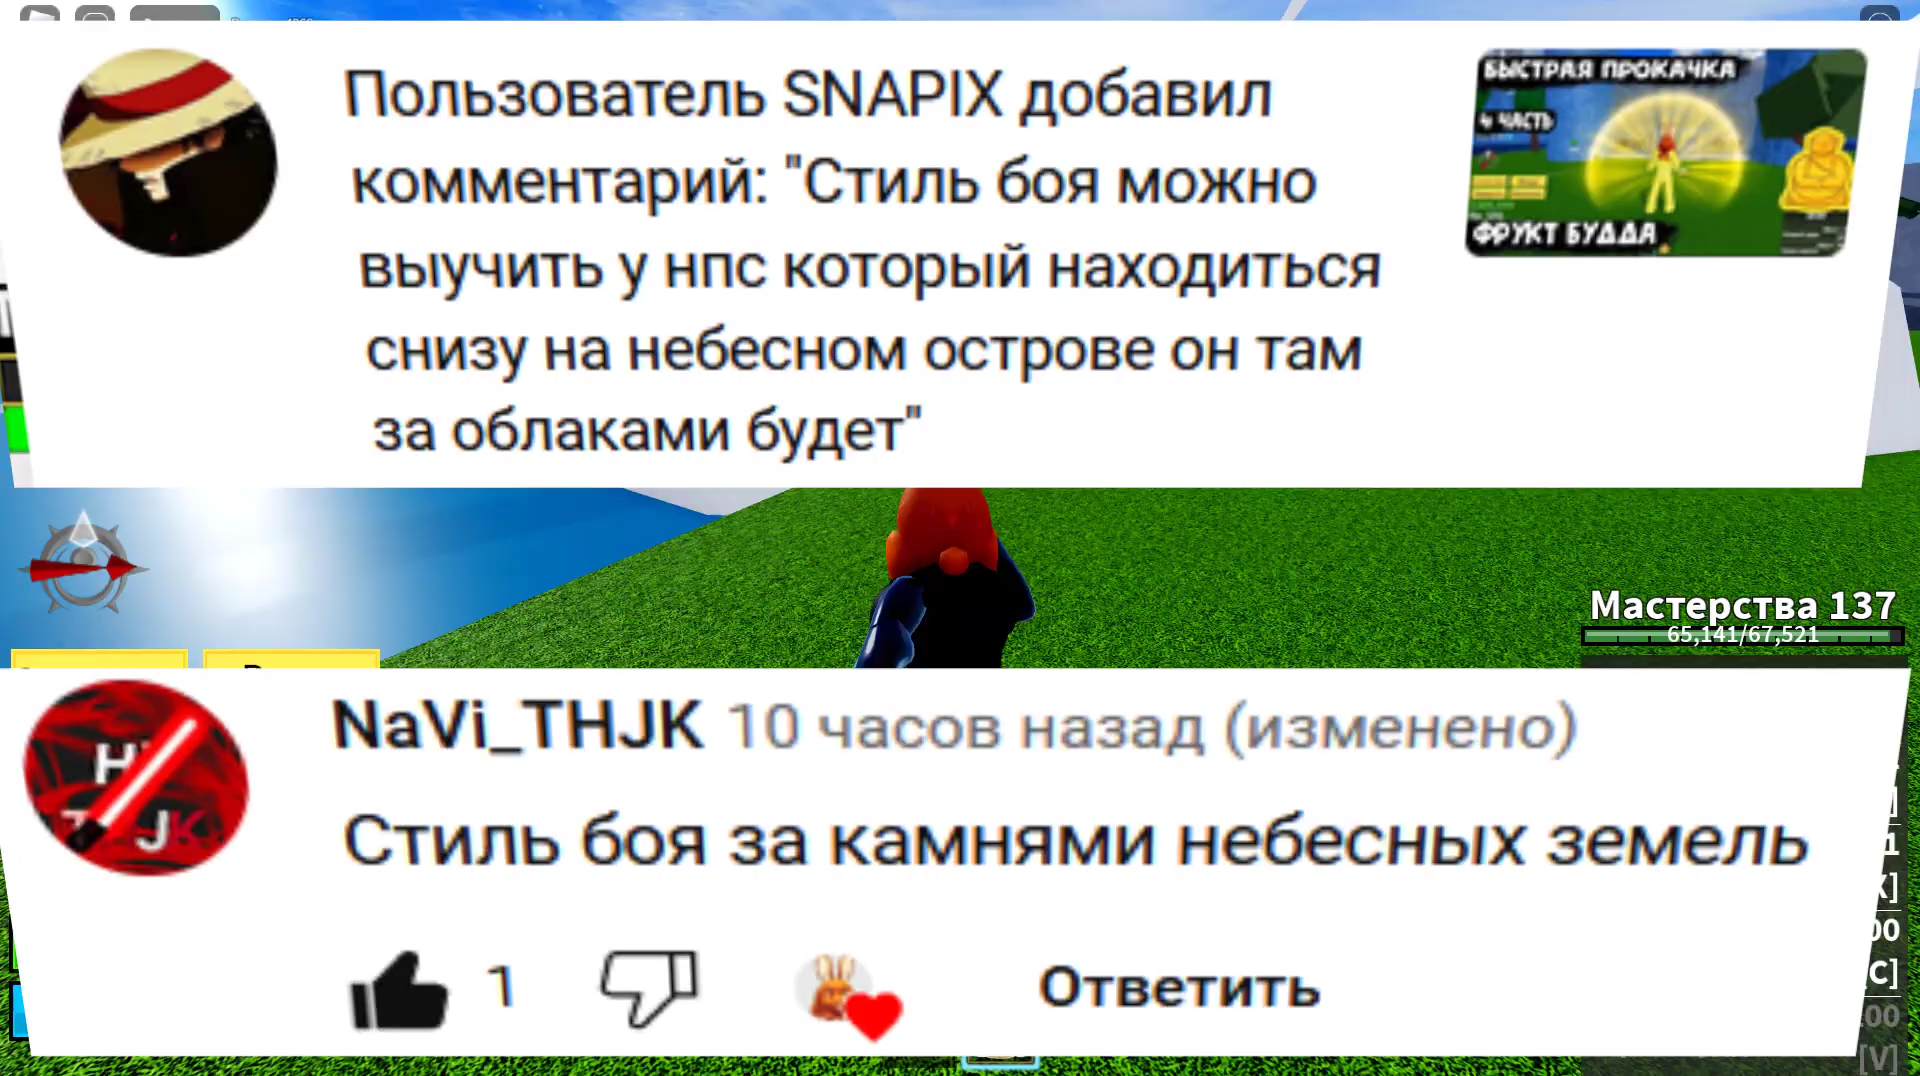 Пользователь SNAPIX добавил
комментарий: "Стиль боя можно
выучить у нпс который находиться
снизу на небесном острове он там
за облаками будет"
БЫСТРАЯ ПРОКАЧКА
4 ЧАСТЬ
ФРУКТ БУДДА
Мастерства 137
65,141/67,521
NaVi_THJK 10 часов назад (изменено)
Стиль боя за камнями небесных земель
1
Ответить
[V]